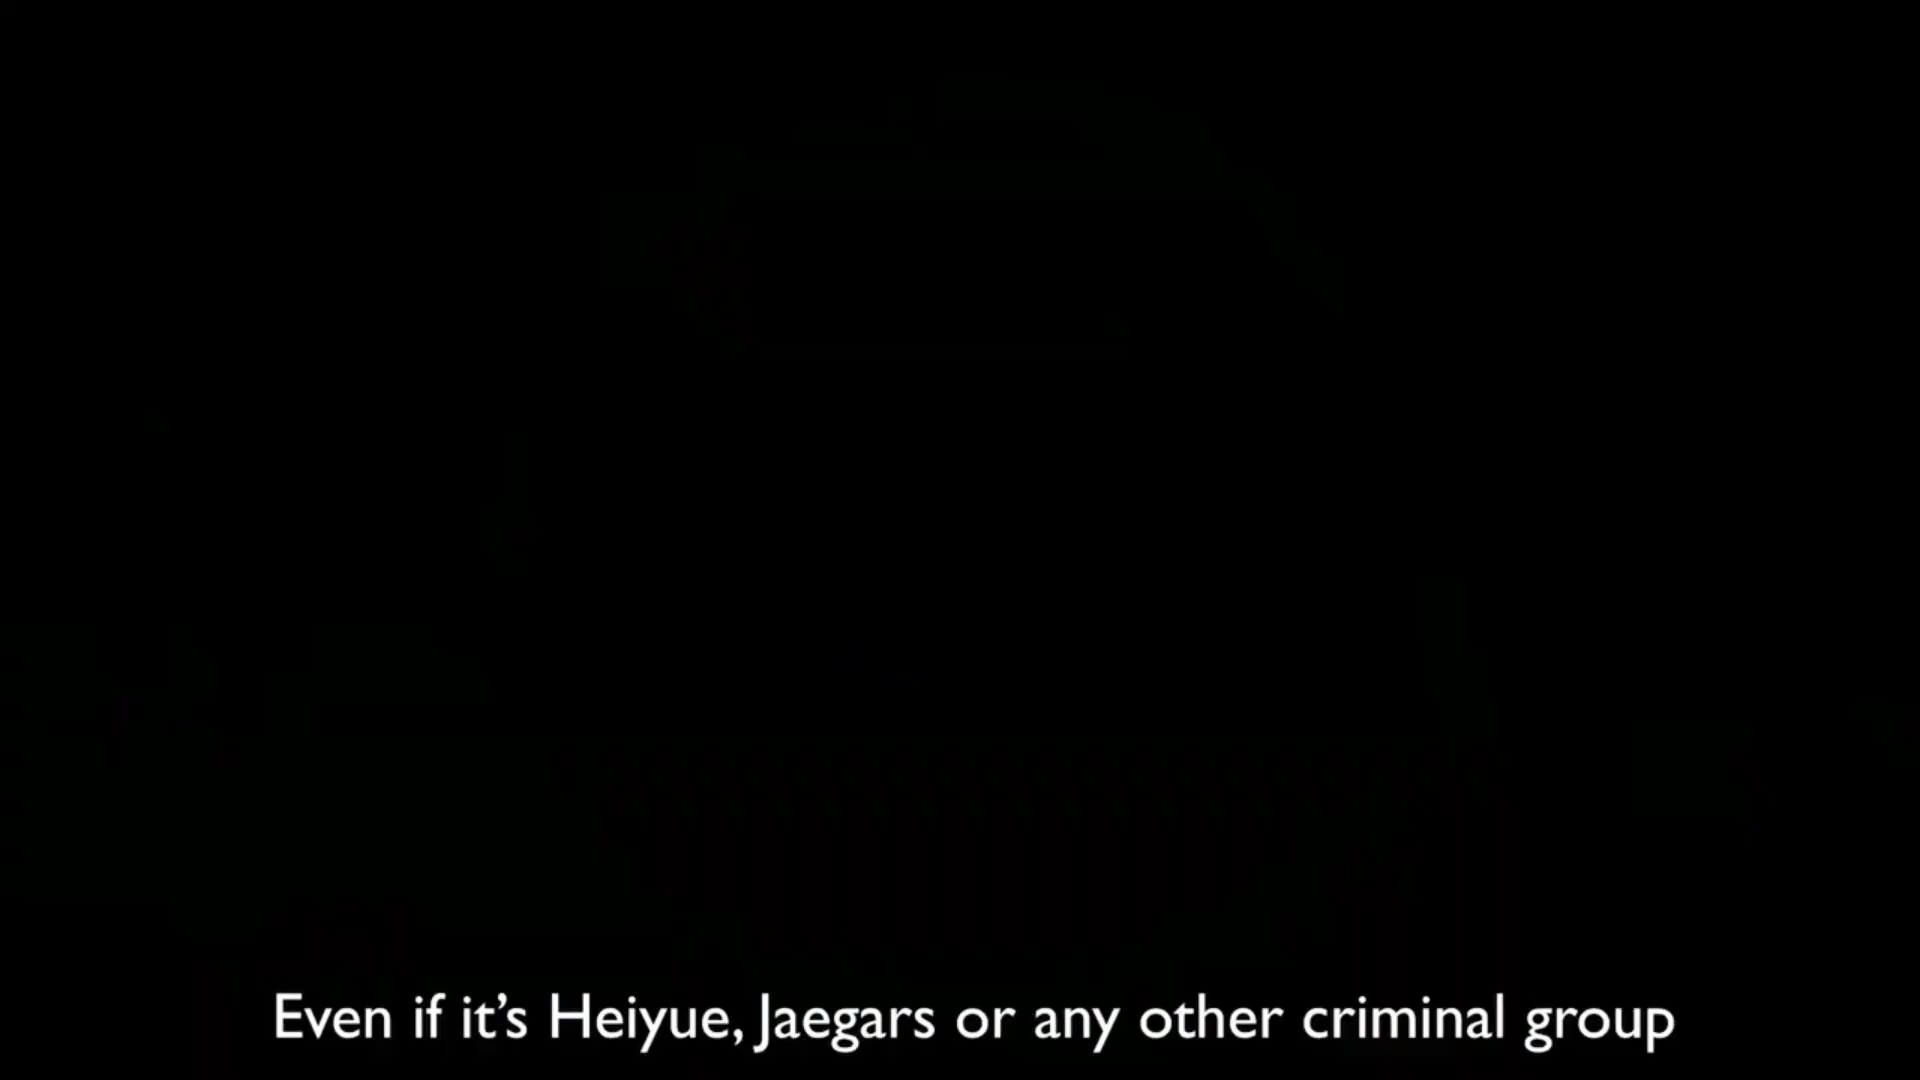 Even if it’s Heiyue, Jaegars or any other criminal group